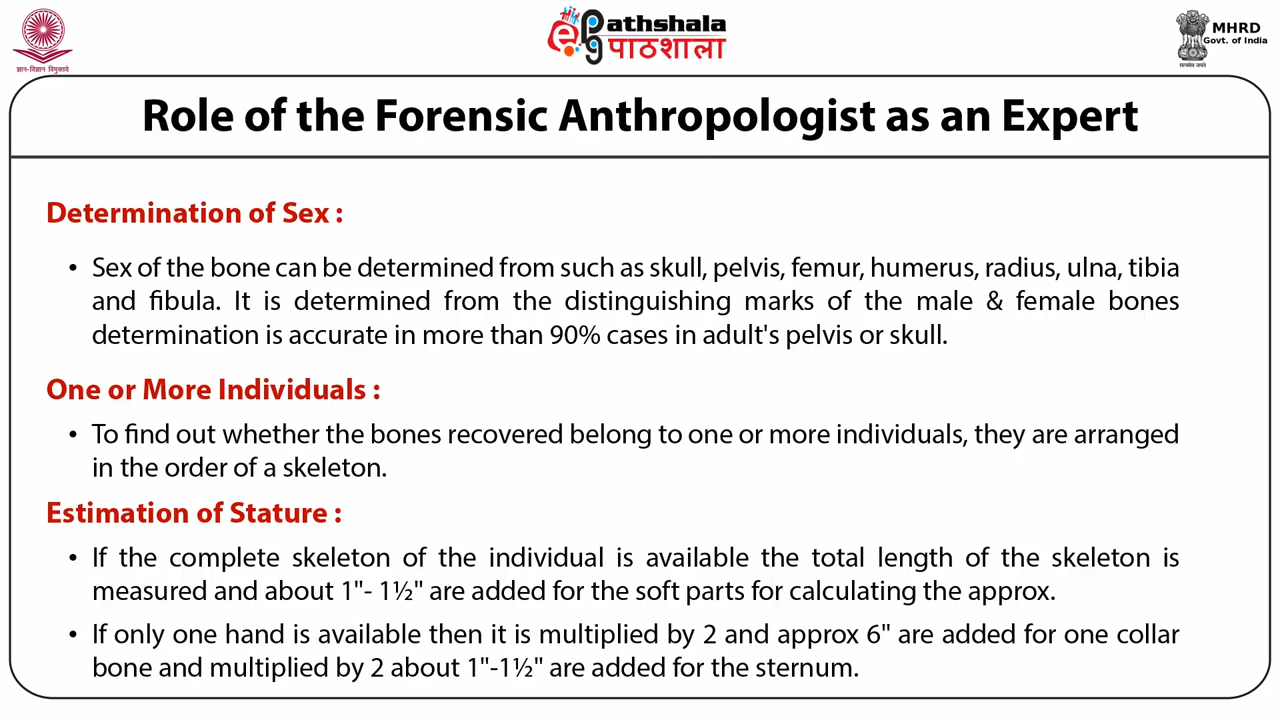 ज्ञान-विज्ञान विमुक्तये
epg
athshala
पाठशाला
MHRD
Govt. of India
सत्यमेव जयते
Role of the Forensic Anthropologist as an Expert
Determination of Sex :
• Sex of the bone can be determined from such as skull, pelvis, femur, humerus, radius, ulna, tibia
and fibula. It is determined from the distinguishing marks of the male & female bones
determination is accurate in more than 90% cases in adult's pelvis or skull.
One or More Individuals :
• To find out whether the bones recovered belong to one or more individuals, they are arranged
in the order of a skeleton.
Estimation of Stature :
• If the complete skeleton of the individual is available the total length of the skeleton is
measured and about 1"- 1½" are added for the soft parts for calculating the approx.
• If only one hand is available then it is multiplied by 2 and approx 6" are added for one collar
bone and multiplied by 2 about 1"-1½" are added for the sternum.